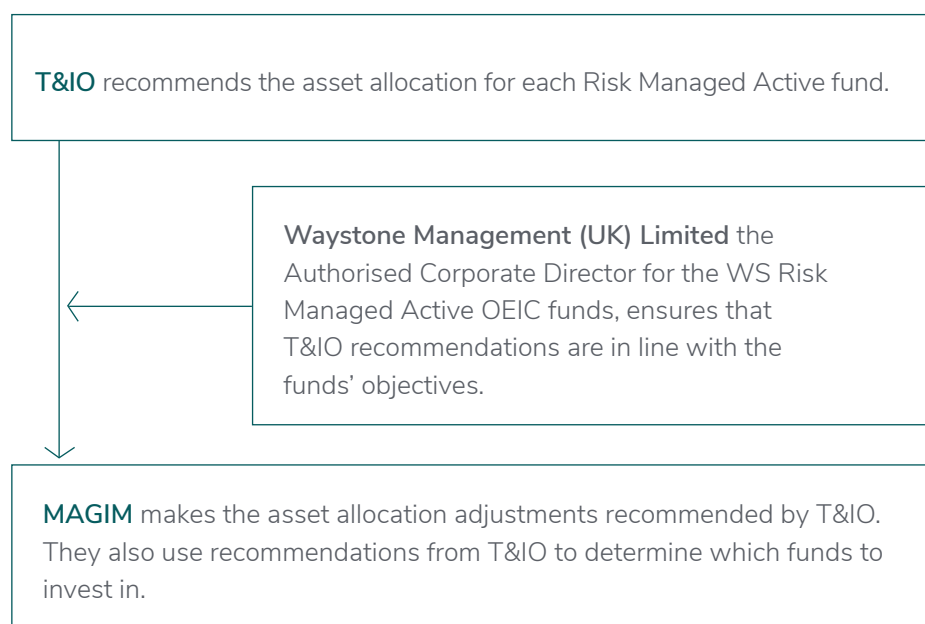 T&IO recommends the asset allocation for each Risk Managed Active fund.
Waystone Management (UK) Limited the
Authorised Corporate Director for the WS Risk
Managed Active OEIC funds, ensures that
T&IO recommendations are in line with the
funds’ objectives.
MAGIM makes the asset allocation adjustments recommended by T&IO.
They also use recommendations from T&IO to determine which funds to
invest in.